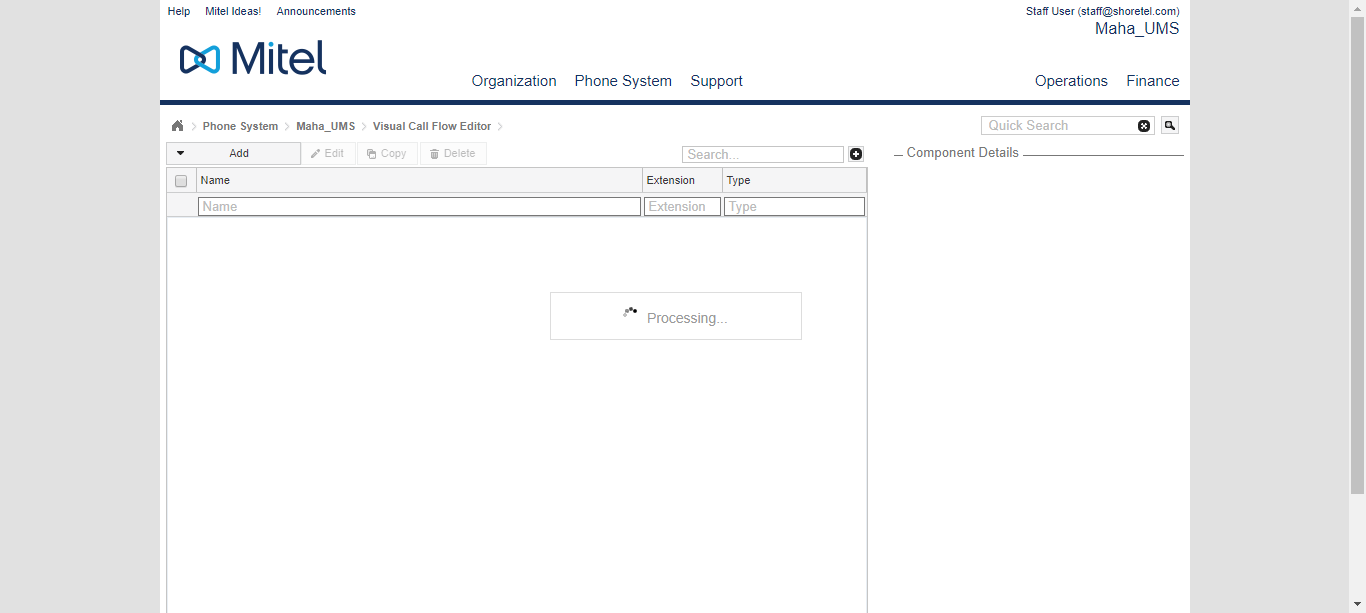 Help Mitel Ideas! Announcements Staff User (staff@shoretel.com)
Maha_UMS
Mitel
Organization Phone System Support Operations Finance
Phone System Maha_UMS Visual Call Flow Editor Quick Search
Add Edit Copy Delete Search... Component Details
Name Extension Type
Name Extension Type
Processing...